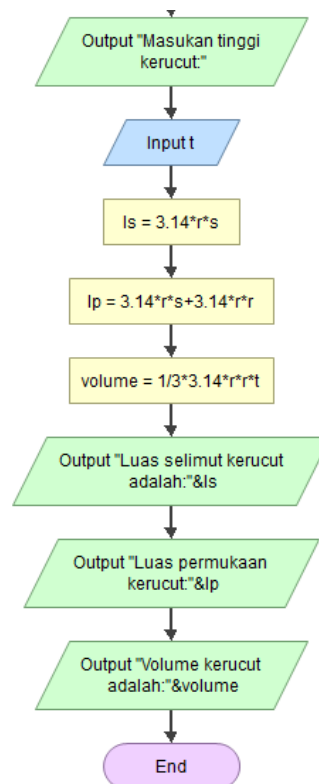 Output "Masukan tinggi
kerucut:"
Input t
ls = 3.14*r*s
lp = 3.14*r*s+3.14*r*r
volume = 1/3*3.14*r*r*t
Output "Luas selimut kerucut
adalah:"&ls
Output "Luas permukaan
kerucut:"&lp
Output "Volume kerucut
adalah:"&volume
End